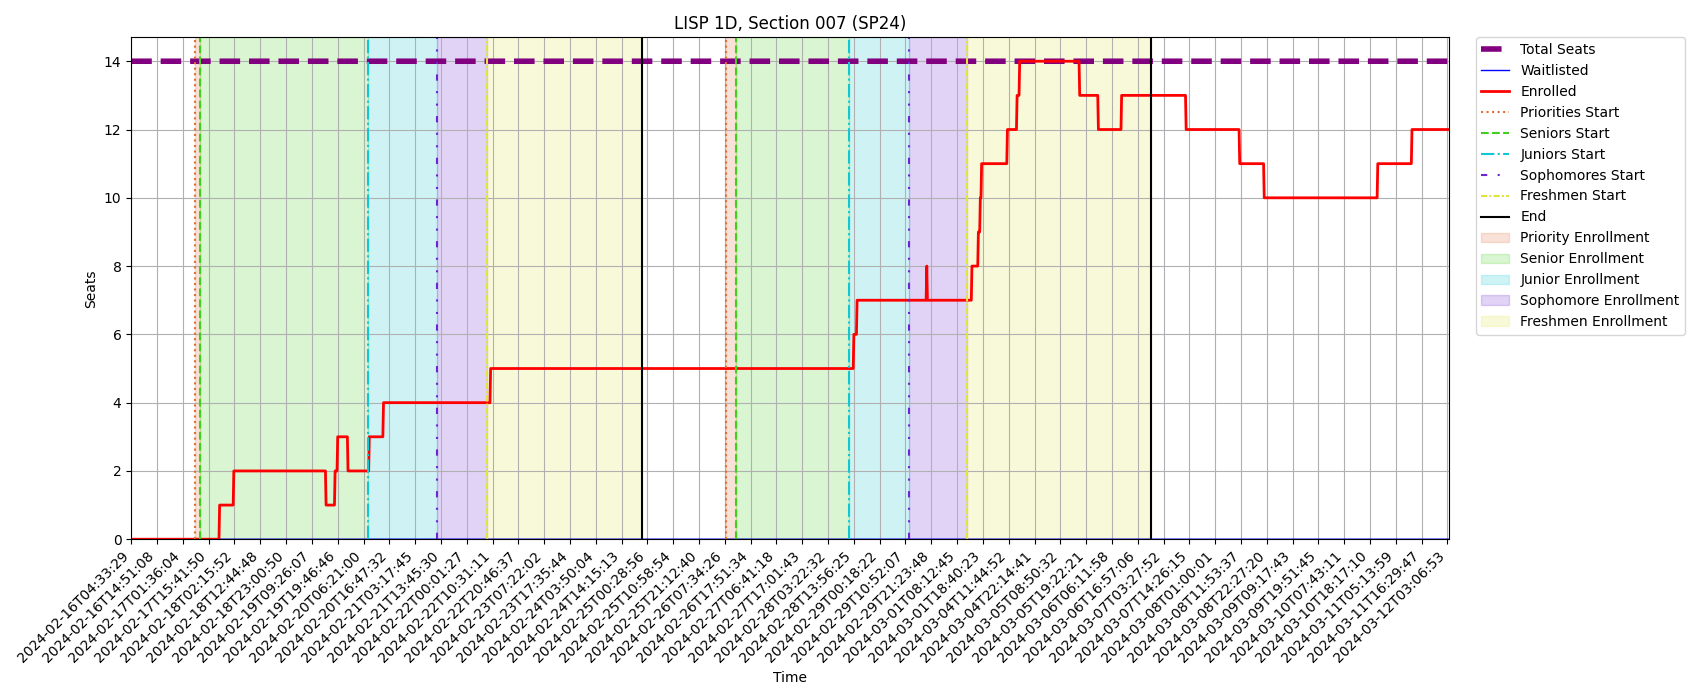 LISP 1D, Section 007 (SP24)
Seats
14
12
10
8
6
4
2
0
2024-02-16T04:33:29
2024-02-16T14:51:08
2024-02-17T01:36:04
2024-02-17T15:41:50
2024-02-18T02:15:52
2024-02-18T12:44:48
2024-02-18T23:00:50
2024-02-19T09:26:07
2024-02-19T19:46:46
2024-02-20T06:21:00
2024-02-20T16:47:32
2024-02-21T03:17:45
2024-02-21T13:45:30
2024-02-22T00:01:27
2024-02-22T10:31:11
2024-02-22T20:46:37
2024-02-23T07:22:02
2024-02-23T17:35:44
2024-02-24T03:50:04
2024-02-24T14:15:13
2024-02-25T00:28:56
2024-02-25T10:58:54
2024-02-25T21:12:40
2024-02-26T07:34:26
2024-02-26T17:51:34
2024-02-27T06:41:18
2024-02-27T17:01:43
2024-02-28T03:22:32
2024-02-28T13:56:25
2024-02-29T00:18:22
2024-02-29T10:52:07
2024-02-29T21:23:48
2024-03-01T08:12:45
2024-03-01T18:40:23
2024-03-04T11:44:52
2024-03-04T22:14:41
2024-03-05T08:50:32
2024-03-05T19:22:21
2024-03-06T06:11:58
2024-03-06T16:57:06
2024-03-07T03:27:52
2024-03-07T14:26:15
2024-03-08T01:00:01
2024-03-08T11:53:37
2024-03-08T22:27:20
2024-03-09T09:17:43
2024-03-09T19:51:45
2024-03-10T07:43:11
2024-03-10T18:17:10
2024-03-11T05:13:59
2024-03-11T16:29:47
2024-03-12T03:06:53
Time
Total Seats
Waitlisted
Enrolled
Priorities Start
Seniors Start
Juniors Start
Sophomores Start
Freshmen Start
End
Priority Enrollment
Senior Enrollment
Junior Enrollment
Sophomore Enrollment
Freshmen Enrollment